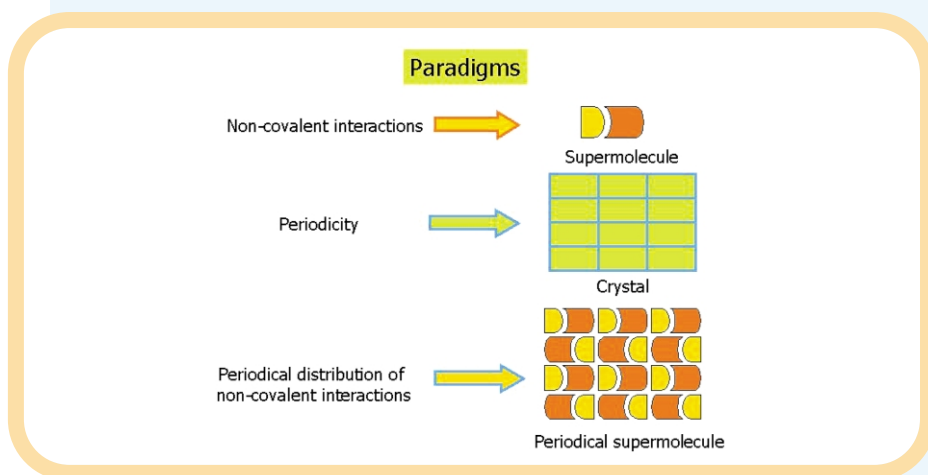 Paradigms
Non-covalent interactions
Supermolecule
Periodicity
Crystal
Periodical distribution of
non-covalent interactions
Periodical supermolecule